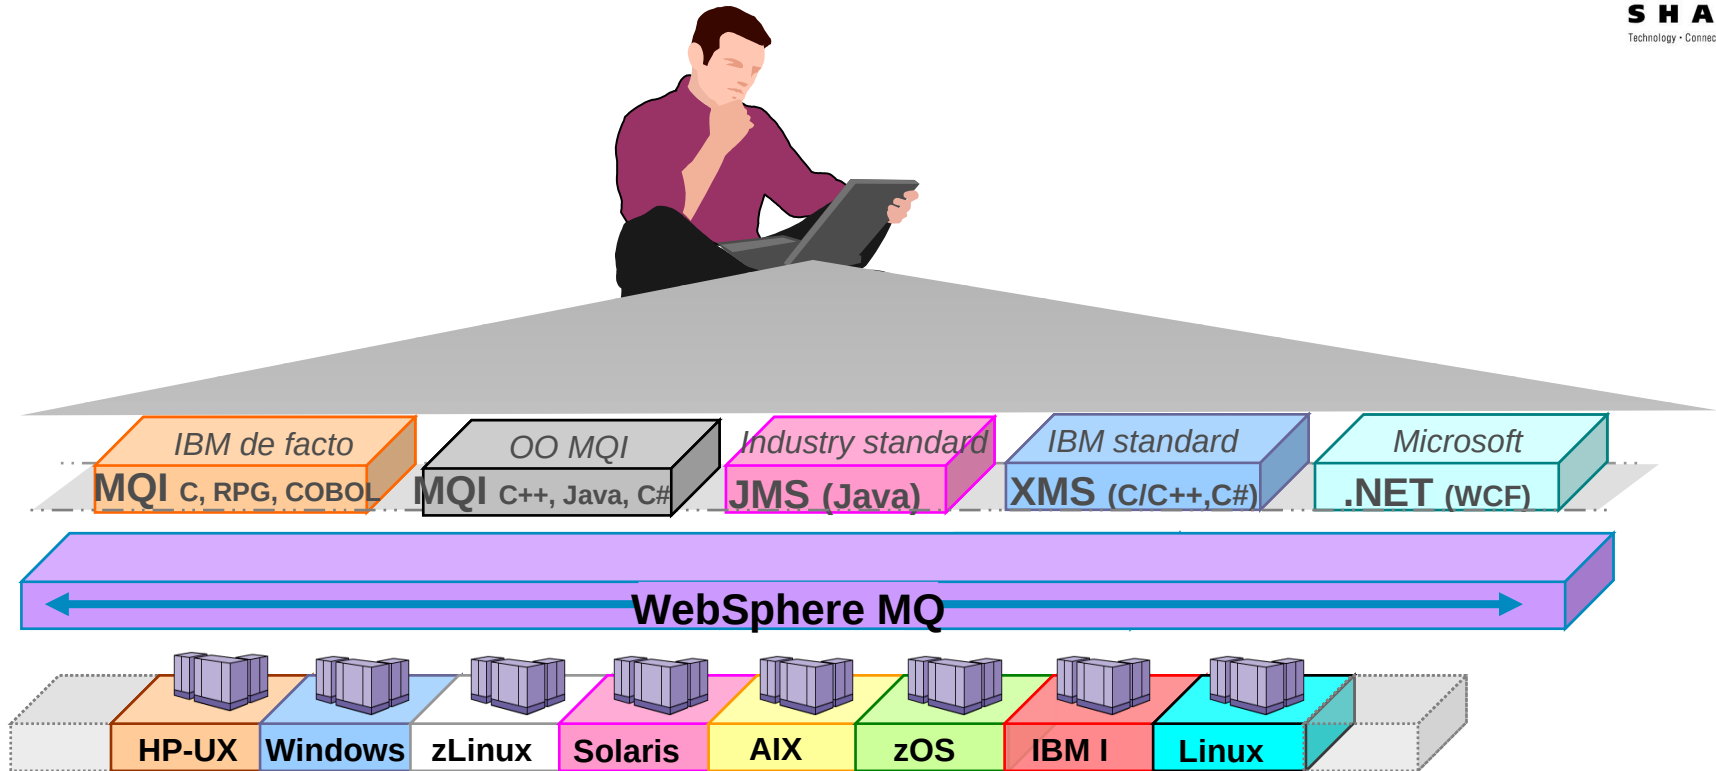 S H A
Technology • Connec
IBM de facto
MQI C, RPG, COBOL
OO MQI
MQI C++, Java, C#
Industry standard
JMS (Java)
IBM standard
XMS (C/C++,C#)
Microsoft
.NET (WCF)
WebSphere MQ
HP-UX
Windows
zLinux
Solaris
AIX
zOS
IBM I
Linux